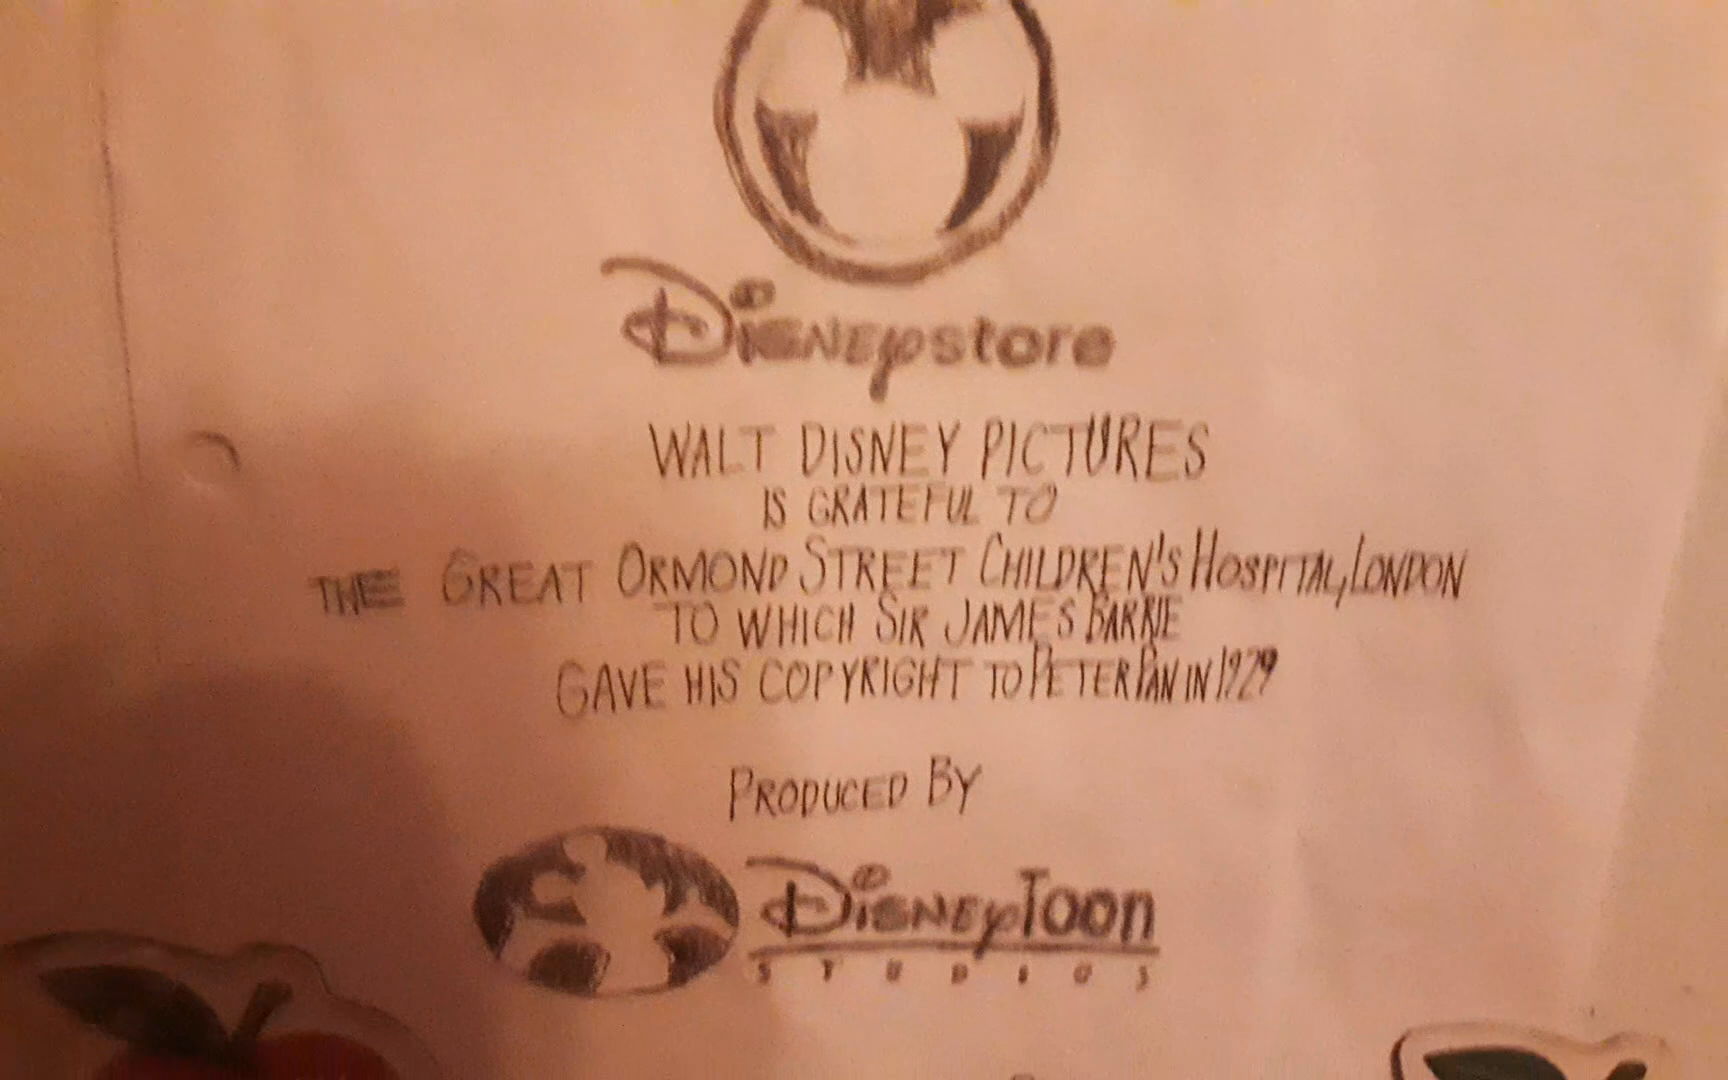 Disneystore
WALT DISNEY PICTURES
IS GRATEFUL TO
THE GREAT ORMOND STREET CHILDREN'S HOSPITAL, LONDON
TO WHICH SIR JAMES BARRIE
GAVE HIS COPYRIGHT TO PETER PAN IN 1929
PRODUCED BY
DisneyToon
STUDIOS